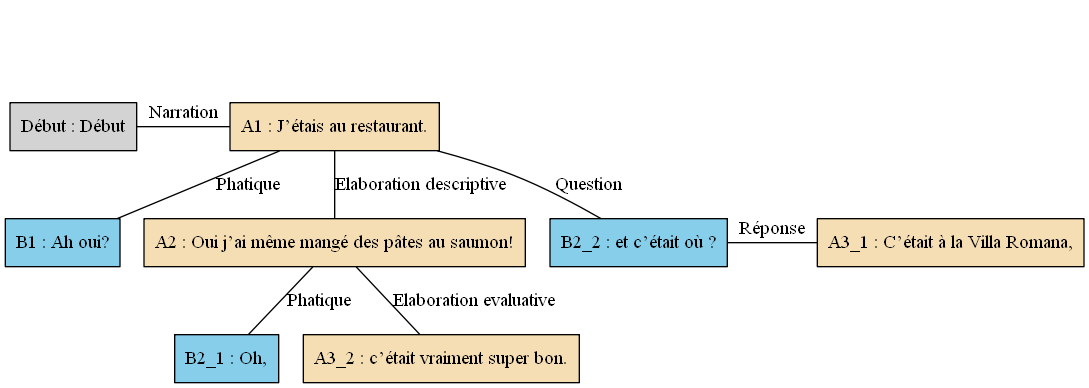 Narration
Début : Début
A1 : J’étais au restaurant.
Phatique
Elaboration descriptive
Question
Réponse
B1 : Ah oui?
A2 : Oui j’ai même mangé des pâtes au saumon!
B2_2 : et c’était où ?
A3_1 : C’était à la Villa Romana,
Phatique
Elaboration evaluative
B2_1 : Oh,
A3_2 : c’était vraiment super bon.